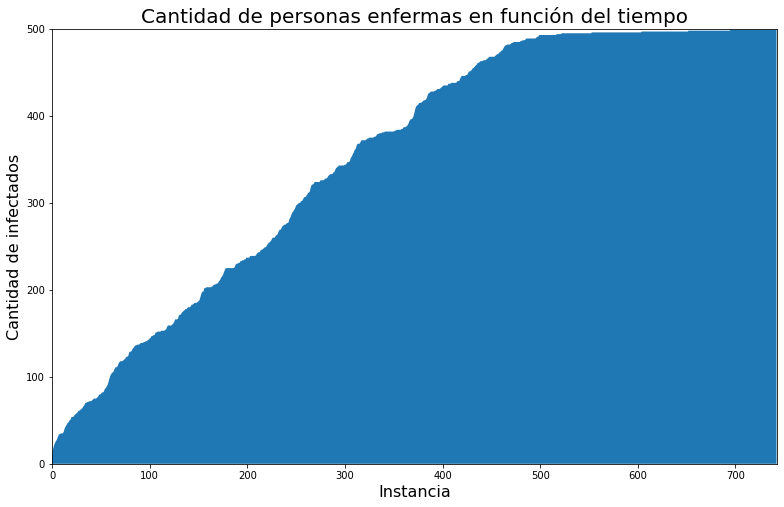 Cantidad de personas enfermas en función del tiempo
500
400
300
200
100
0
Cantidad de infectados
0 100 200 300 400 500 600 700
Instancia